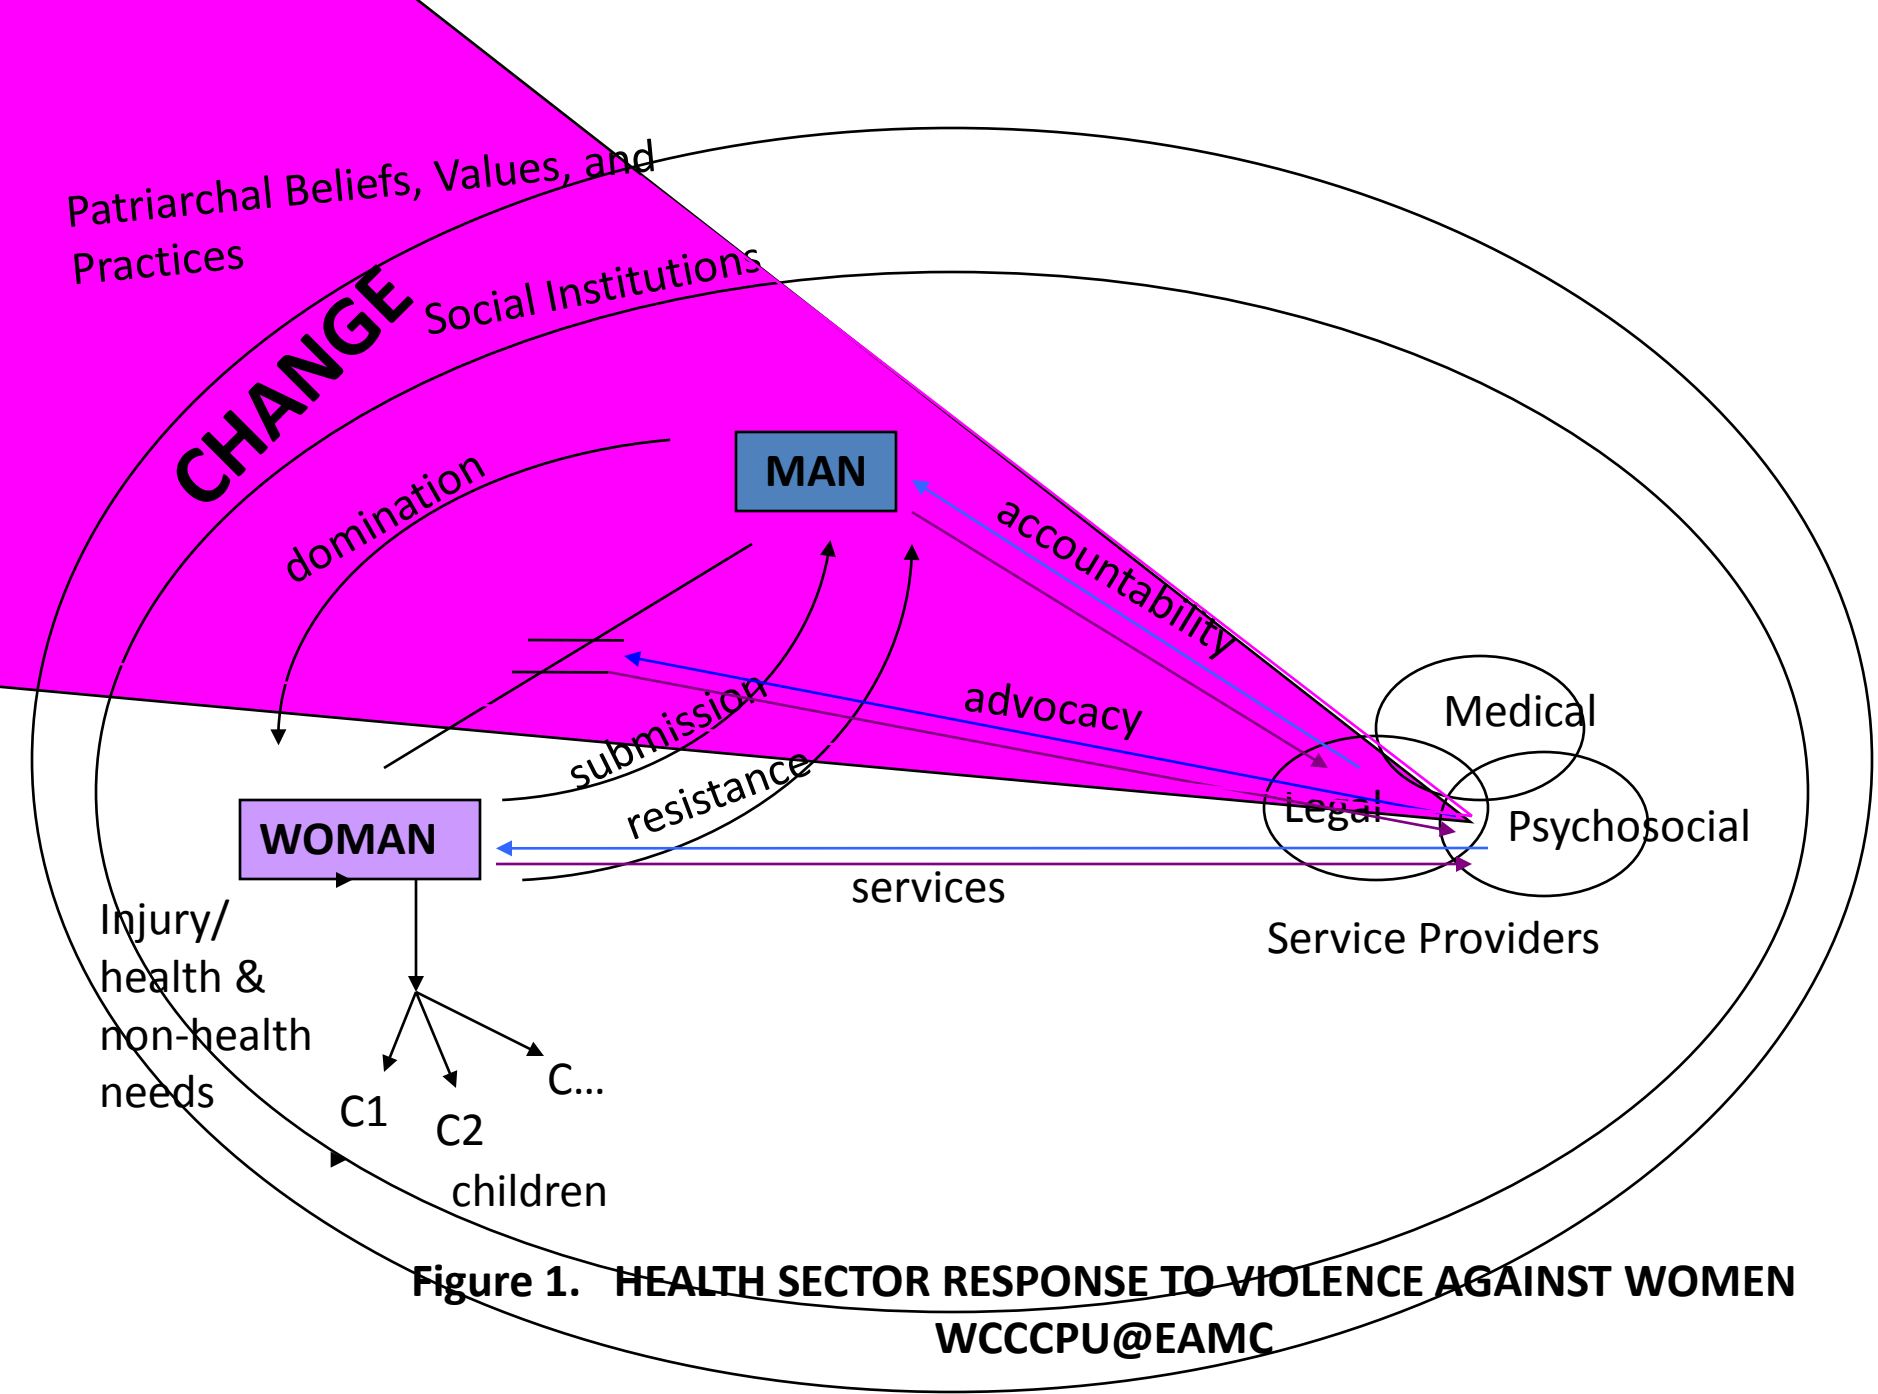 Patriarchal Beliefs, Values, and
Practices
Social Institutions
CHANGE
domination
MAN
accountability
submission
advocacy
resistance
Medical
Legal
Psychosocial
WOMAN
services
Service Providers
Injury/
health &
non-health
needs
C1
C2
C...
children
Figure 1. HEALTH SECTOR RESPONSE TO VIOLENCE AGAINST WOMEN
WCCCPU@EAMC